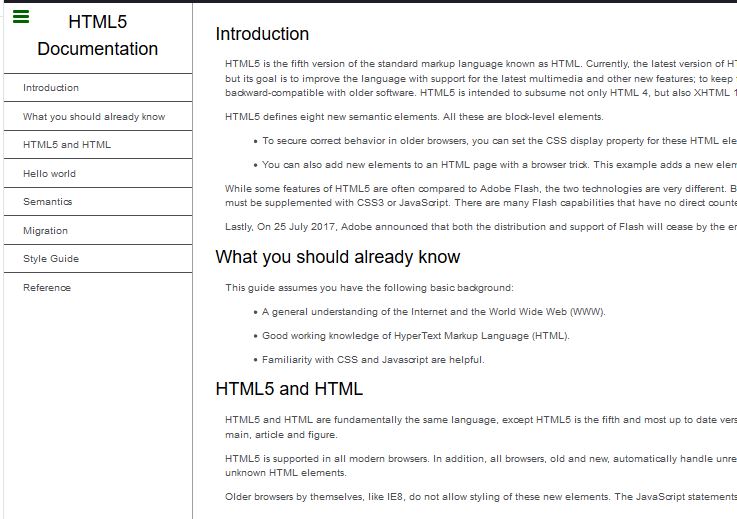 HTML5
Documentation
Introduction
What you should already know
HTML5 and HTML
Hello world
Semantics
Migration
Style Guide
Reference
Introduction
HTML5 is the fifth version of the standard markup language known as HTML. Currently, the latest version of
but its goal is to improve the language with support for the latest multimedia and other new features; to keep
backward-compatible with older software. HTML5 is intended to subsume not only HTML 4, but also XHTML 1
HTML5 defines eight new semantic elements. All these are block-level elements.
• To secure correct behavior in older browsers, you can set the CSS display property for these HTML ele
• You can also add new elements to an HTML page with a browser trick. This example adds a new elem
While some features of HTML5 are often compared to Adobe Flash, the two technologies are very different. B
must be supplemented with CSS3 or JavaScript. There are many Flash capabilities that have no direct counte
Lastly, On 25 July 2017, Adobe announced that both the distribution and support of Flash will cease by the en
What you should already know
This guide assumes you have the following basic background:
• A general understanding of the Internet and the World Wide Web (WWW).
• Good working knowledge of HyperText Markup Language (HTML).
• Familiarity with CSS and Javascript are helpful.
HTML5 and HTML
HTML5 and HTML are fundamentally the same language, except HTML5 is the fifth and most up to date vers
main, article and figure.
HTML5 is supported in all modern browsers. In addition, all browsers, old and new, automatically handle unre
unknown HTML elements.
Older browsers by themselves, like IE8, do not allow styling of these new elements. The JavaScript statements